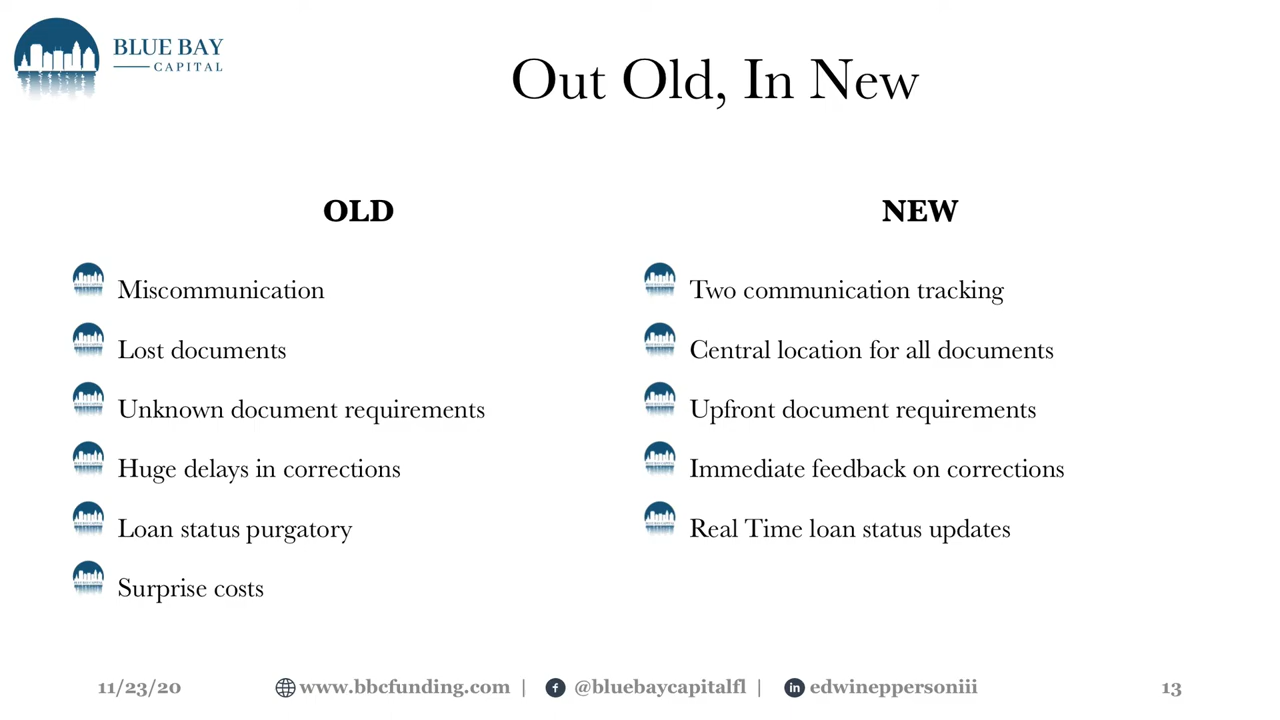 BLUE BAY
CAPITAL
Out Old, In New
OLD
Miscommunication
Lost documents
Unknown document requirements
Huge delays in corrections
Loan status purgatory
Surprise costs
NEW
Two communication tracking
Central location for all documents
Upfront document requirements
Immediate feedback on corrections
Real Time loan status updates
11/23/20 www.bbcfunding.com | @bluebaycapitalfl | edwineppersoniii 13